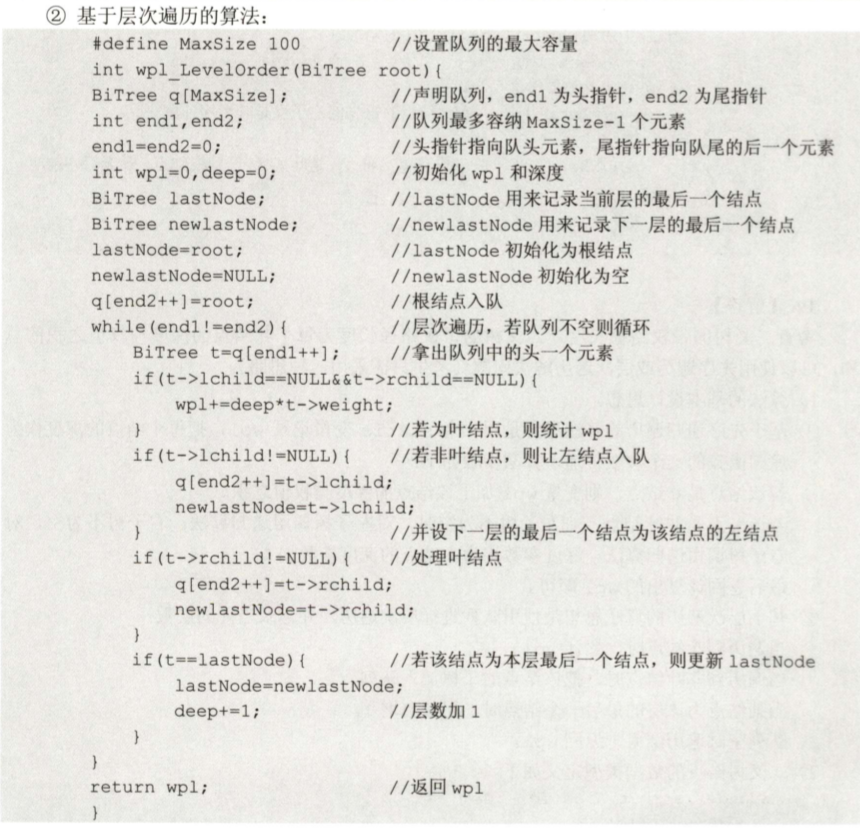 ② 基于层次遍历的算法：
#define MaxSize 100 //设置队列的最大容量
int wpl_LevelOrder(BiTree root){
BiTree q[MaxSize]; //声明队列，end1 为头指针，end2 为尾指针
int end1,end2; //队列最多容纳 MaxSize-1 个元素
end1=end2=0; //头指针指向队头元素，尾指针指向队尾的后一个元素
int wpl=0,deep=0; //初始化 wpl 和深度
BiTree lastNode; //lastNode 用来记录当前层的最后一个结点
BiTree newlastNode; //newlastNode 用来记录下一层的最后一个结点
lastNode=root; //lastNode 初始化为根结点
newlastNode=NULL; //newlastNode 初始化为空
q[end2++]=root; //根结点入队
while(end1!=end2){ //层次遍历，若队列不空则循环
BiTree t=q[end1++]; //拿出队列中的头一个元素
if(t->lchild==NULL&&t->rchild==NULL){
wpl+=deep*t->weight;
} //若为叶结点，则统计 wpl
if(t->lchild!=NULL){ //若非叶结点，则让左结点入队
q[end2++]=t->lchild;
newlastNode=t->lchild;
} //并设下一层的最后一个结点为该结点的左结点
if(t->rchild!=NULL){ //处理叶结点
q[end2++]=t->rchild;
newlastNode=t->rchild;
}
if(t==lastNode){ //若该结点为本层最后一个结点，则更新 lastNode
lastNode=newlastNode;
deep+=1; //层数加 1
}
}
return wpl; //返回 wpl
}